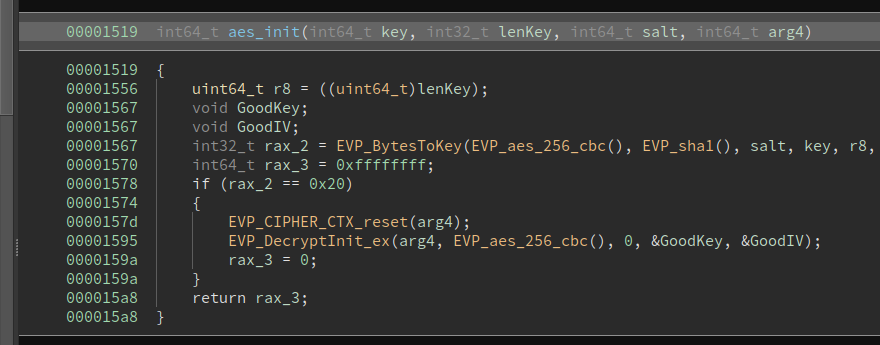 00001519 int64_t aes_init(int64_t key, int32_t lenKey, int64_t salt, int64_t arg4)
00001519 {
00001556 uint64_t r8 = ((uint64_t)lenKey);
00001567 void GoodKey;
00001567 void GoodIV;
00001567 int32_t rax_2 = EVP_BytesToKey(EVP_aes_256_cbc(), EVP_sha1(), salt, key, r8,
00001570 int64_t rax_3 = 0xffffffff;
00001578 if (rax_2 == 0x20)
00001574 {
0000157d EVP_CIPHER_CTX_reset(arg4);
00001595 EVP_DecryptInit_ex(arg4, EVP_aes_256_cbc(), 0, &GoodKey, &GoodIV);
0000159a rax_3 = 0;
0000159a }
000015a8 return rax_3;
000015a8 }